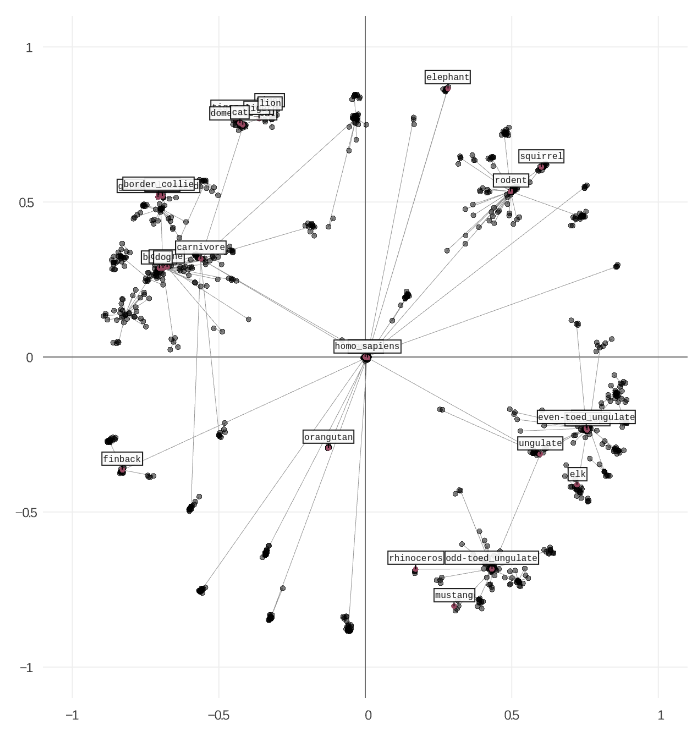 1
elephant
lion
cat
squirrel
rodent
border_collie
0.5
carnivore
dog
homo_sapiens
0
even-toed_ungulate
orangutan
ungulate
finback
elk
−0.5
rhinoceros
odd-toed_ungulate
mustang
−1
−1
−0.5
0
0.5
1